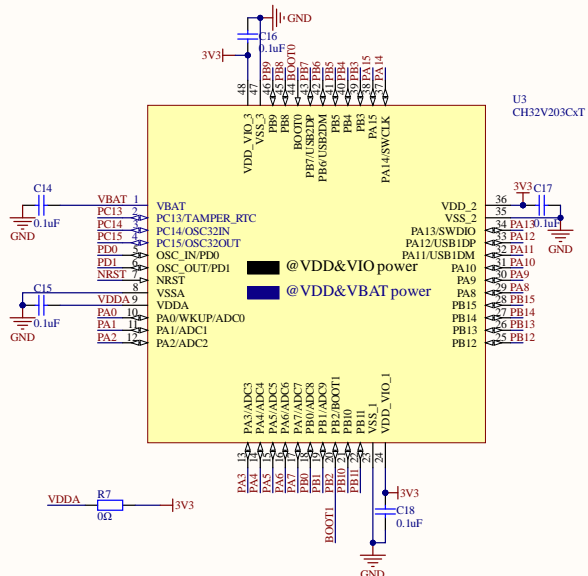 GND
C16
0.1uF
3V3
PB9
PB8
BOOT0
PB7
PB6
PB5
PB4
PB3
PA15
PA14
48
47
46
45
44
43
42
41
40
39
38
37
VDD_VIO_3
VSS_3
PB9
PB8
BOOT0
PB7/USB2DP
PB6/USB2DM
PB5
PB4
PB3
PA15
PA14/SWCLK
U3
CH32V203CxT
C14
0.1uF
GND
VBAT 1 VBAT
PC13 2 PC13/TAMPER_RTC
PC14 3 PC14/OSC32IN
PC15 4 PC15/OSC32OUT
PD0 5 OSC_IN/PD0
PD1 6 OSC_OUT/PD1
NRST 7 NRST
8 VSSA
VDDA 9 VDDA
PA0 10 PA0/WKUP/ADC0
PA1 11 PA1/ADC1
PA2 12 PA2/ADC2
C15
0.1uF
GND
@VDD&VIO power
@VDD&VBAT power
3V3
C17
0.1uF
GND
VDD_2 36
VSS_2 35
PA13/SWDIO 34 PA13
PA12/USB1DP 33 PA12
PA11/USB1DM 32 PA11
PA10 31 PA10
PA9 30 PA9
PA8 29 PA8
PB15 28 PB15
PB14 27 PB14
PB13 26 PB13
PB12 25 PB12
PA3/ADC3
PA4/ADC4
PA5/ADC5
PA6/ADC6
PA7/ADC7
PB0/ADC8
PB1/ADC9
PB2/BOOT1
PB10
PB11
VSS_1
VDD_VIO_1
13
14
15
16
17
18
19
20
21
22
23
24
PA3
PA4
PA5
PA6
PA7
PB0
PB1
PB2
PB10
PB11
BOOT1
3V3
C18
0.1uF
GND
VDDA
R7
0Ω
3V3